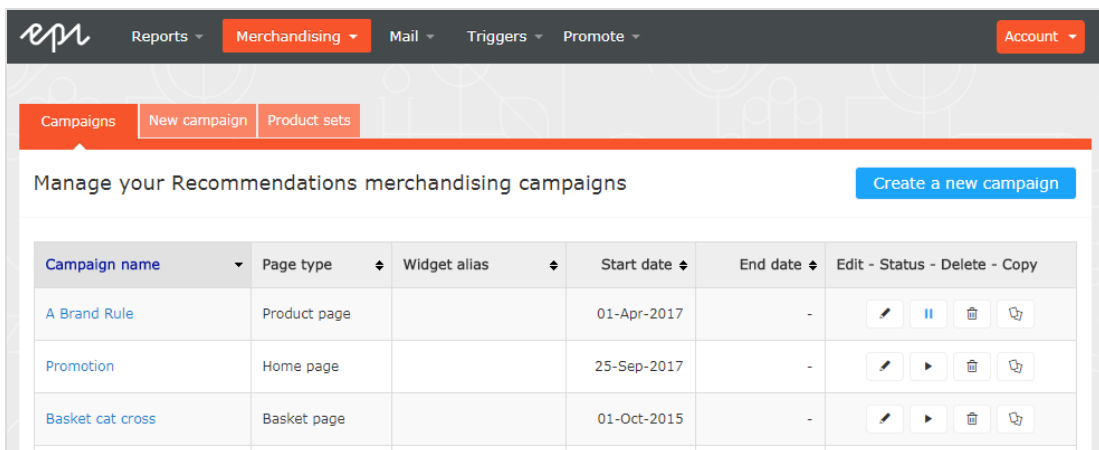 epi Reports Merchandising Mail Triggers Promote Account
Campaigns New campaign Product sets
Manage your Recommendations merchandising campaigns Create a new campaign
Campaign name Page type Widget alias Start date End date Edit - Status - Delete - Copy
A Brand Rule Product page 01-Apr-2017 -
Promotion Home page 25-Sep-2017 -
Basket cat cross Basket page 01-Oct-2015 -